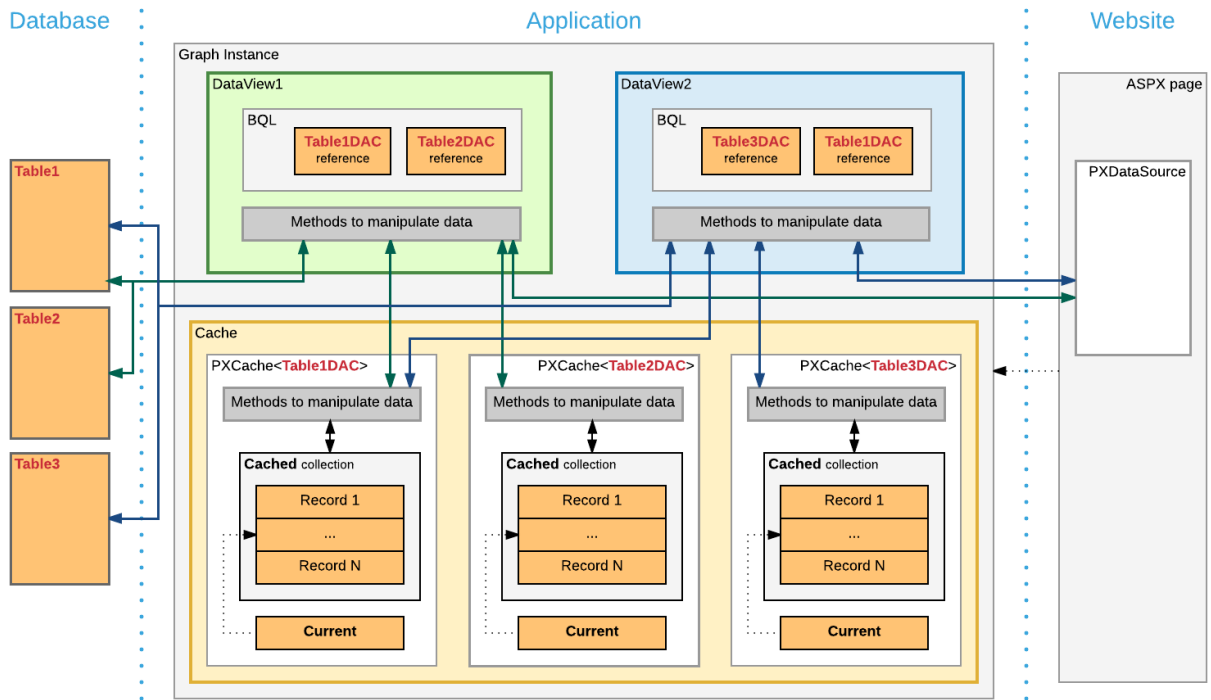 Database
Application
Website
Graph Instance
DataView1
BQL
Table1DAC
reference
Table2DAC
reference
Methods to manipulate data
DataView2
BQL
Table3DAC
reference
Table1DAC
reference
Methods to manipulate data
ASPX page
PXDataSource
Table1
Table2
Table3
Cache
PXCache<Table1DAC>
Methods to manipulate data
Cached collection
Record 1
...
Record N
Current
PXCache<Table2DAC>
Methods to manipulate data
Cached collection
Record 1
...
Record N
Current
PXCache<Table3DAC>
Methods to manipulate data
Cached collection
Record 1
...
Record N
Current